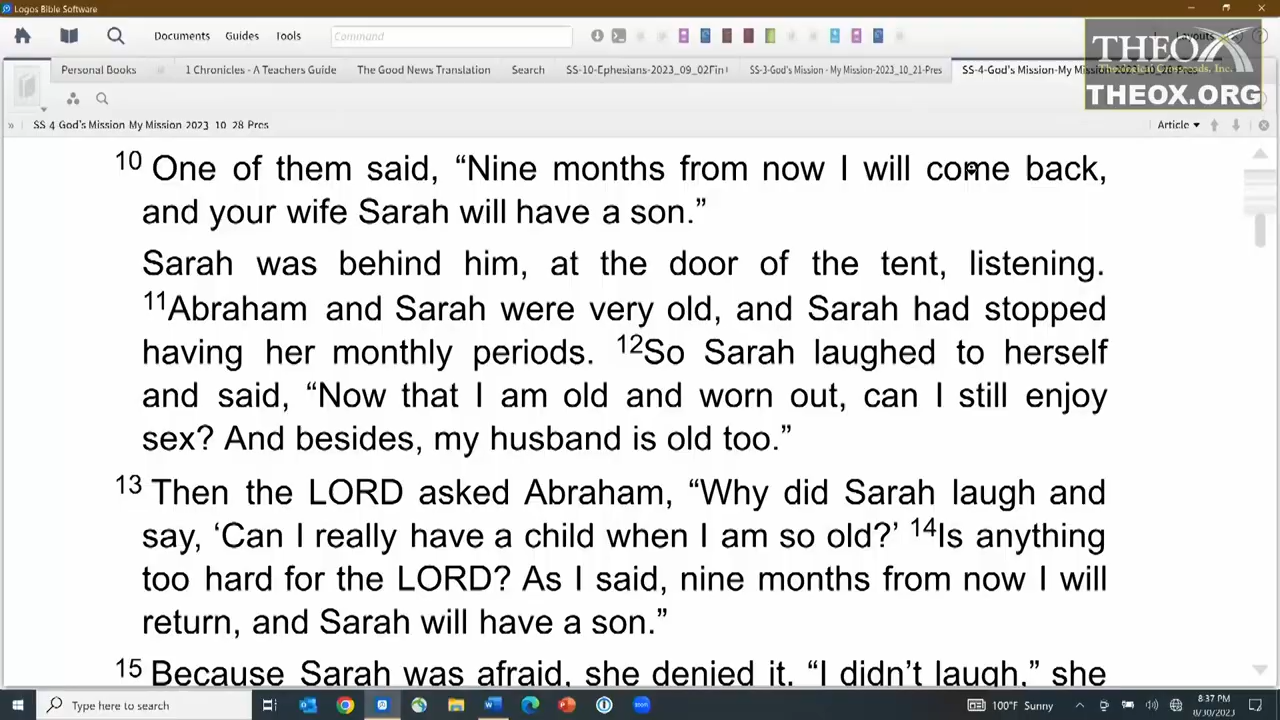 Logos Bible Software
Documents Guides Tools Command
THEOX
Theological Crossroads, Inc.
THEOX.ORG
Personal Books 1 Chronicles - A Teachers Guide The Good News Translation Search SS-10-Ephesians-2023_09_02Fin SS-3-God's Mission - My Mission-2023_10_21-Pres SS-4-God's Mission-My
SS 4 God's Mission My Mission 2023 10 28 Pres Article
10 One of them said, “Nine months from now I will come back,
and your wife Sarah will have a son.”
Sarah was behind him, at the door of the tent, listening.
11Abraham and Sarah were very old, and Sarah had stopped
having her monthly periods. 12So Sarah laughed to herself
and said, “Now that I am old and worn out, can I still enjoy
sex? And besides, my husband is old too.”
13 Then the LORD asked Abraham, “Why did Sarah laugh and
say, ‘Can I really have a child when I am so old?’ 14Is anything
too hard for the LORD? As I said, nine months from now I will
return, and Sarah will have a son.”
15 Because Sarah was afraid, she denied it. “I didn’t laugh,” she
Type here to search
100°F Sunny
8:37 PM
8/30/2023